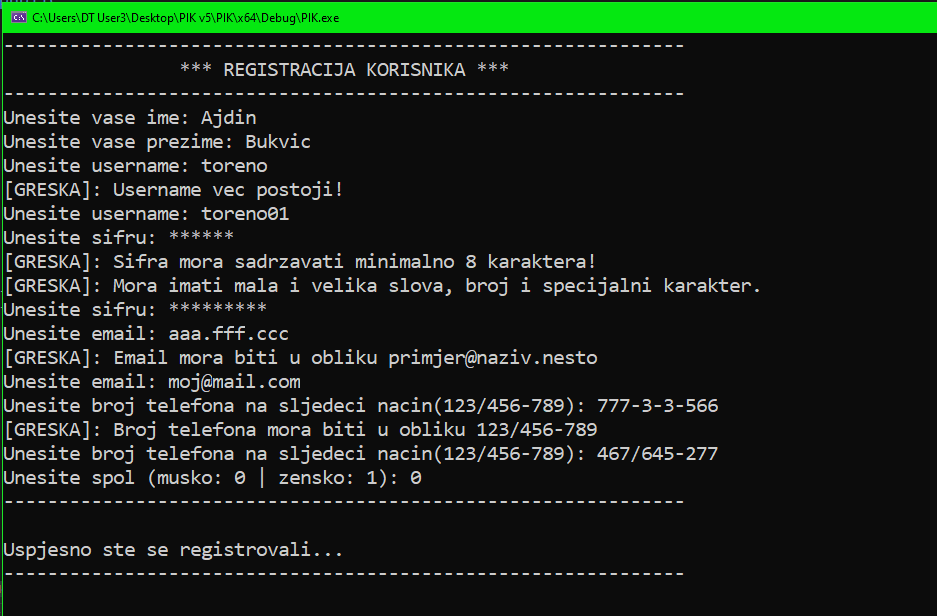 C:\Users\DT User3\Desktop\PIK v5\PIK\x64\Debug\PIK.exe
--------------------------------------------------------------
*** REGISTRACIJA KORISNIKA ***
--------------------------------------------------------------
Unesite vase ime: Ajdin
Unesite vase prezime: Bukvic
Unesite username: toreno
[GRESKA]: Username vec postoji!
Unesite username: toreno01
Unesite sifru: ******
[GRESKA]: Sifra mora sadrzavati minimalno 8 karaktera!
[GRESKA]: Mora imati mala i velika slova, broj i specijalni karakter.
Unesite sifru: *********
Unesite email: aaa.fff.ccc
[GRESKA]: Email mora biti u obliku primjer@naziv.nesto
Unesite email: moj@mail.com
Unesite broj telefona na sljedeci nacin(123/456-789): 777-3-3-566
[GRESKA]: Broj telefona mora biti u obliku 123/456-789
Unesite broj telefona na sljedeci nacin(123/456-789): 467/645-277
Unesite spol (musko: 0 | zensko: 1): 0
--------------------------------------------------------------
Uspjesno ste se registrovali...
--------------------------------------------------------------